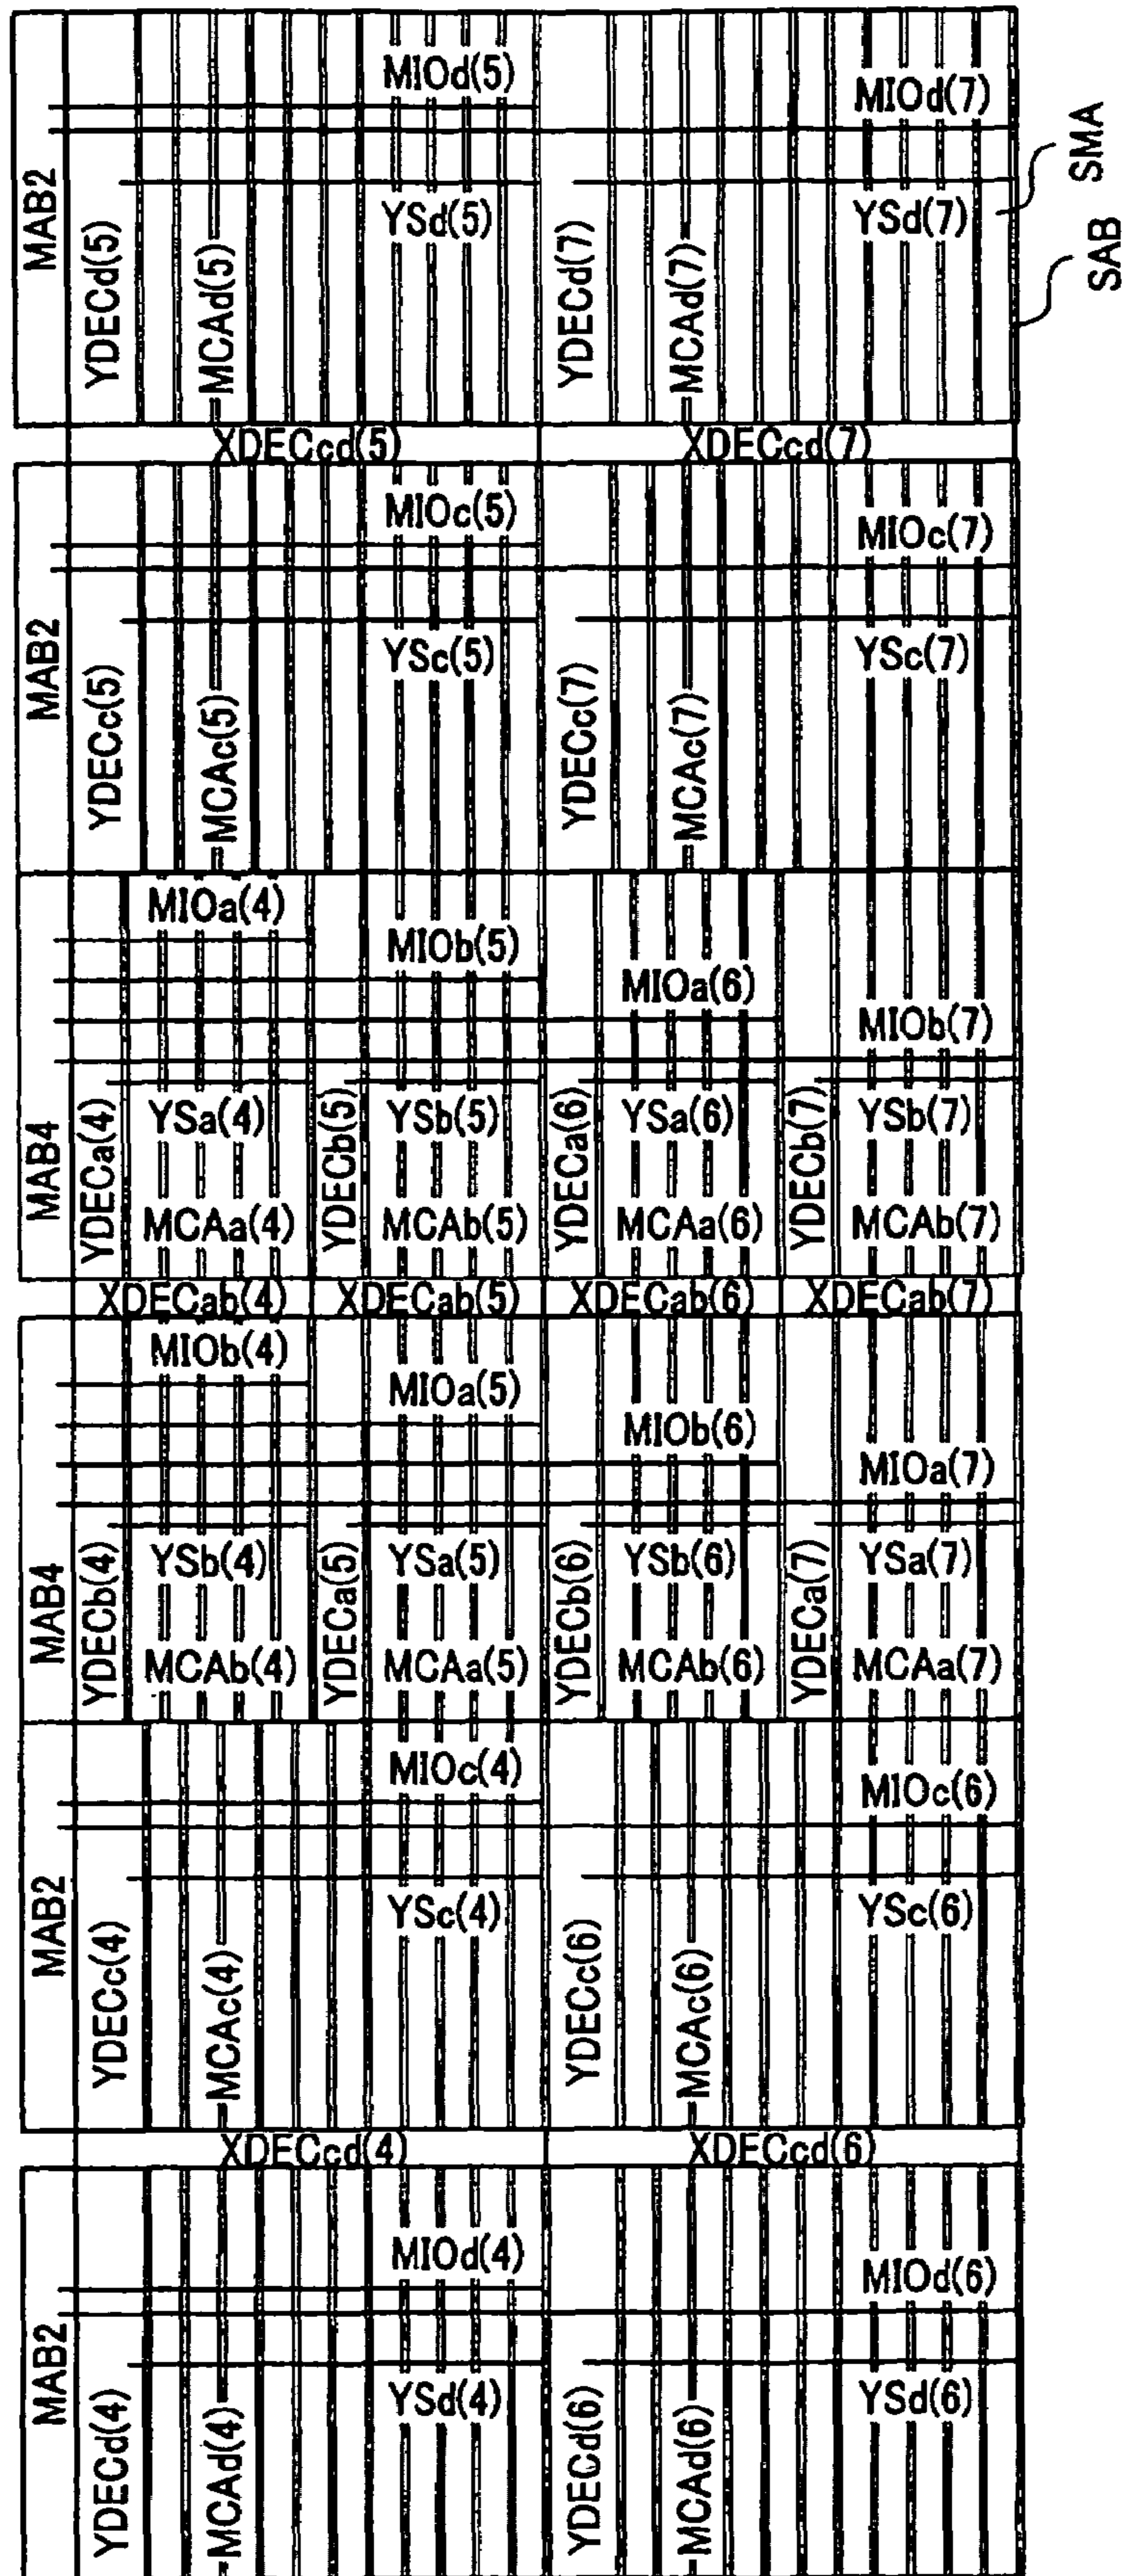 MAB2
YDECd(5)
MCAd(5)
MIOd(5)
YSd(5)
YDECd(7)
MCAd(7)
MIOd(7)
YSd(7)
SMA
SAB
XDECcd(5)
XDECcd(7)
MAB2
YDECc(5)
MCAc(5)
MIOc(5)
YSc(5)
YDECc(7)
MCAc(7)
MIOc(7)
YSc(7)
MAB4
YDECa(4)
MIOa(4)
YSa(4)
MCAa(4)
YDECb(5)
MIOb(5)
YSb(5)
MCAb(5)
YDECa(6)
MIOa(6)
YSa(6)
MCAa(6)
YDECb(7)
MIOb(7)
YSb(7)
MCAb(7)
XDECab(4)
XDECab(5)
XDECab(6)
XDECab(7)
MAB4
YDECb(4)
MIOb(4)
YSb(4)
MCAb(4)
YDECa(5)
MIOa(5)
YSa(5)
MCAa(5)
YDECb(6)
MIOb(6)
YSb(6)
MCAb(6)
YDECa(7)
MIOa(7)
YSa(7)
MCAa(7)
MAB2
YDECc(4)
MCAc(4)
MIOc(4)
YSc(4)
YDECc(6)
MCAc(6)
MIOc(6)
YSc(6)
XDECcd(4)
XDECcd(6)
MAB2
YDECd(4)
MCAd(4)
MIOd(4)
YSd(4)
YDECd(6)
MCAd(6)
MIOd(6)
YSd(6)